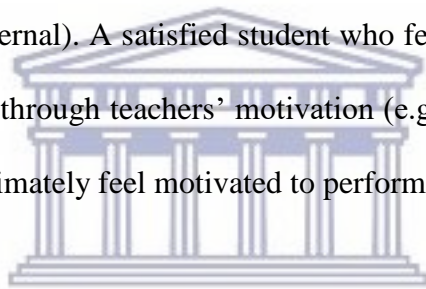 ernal). A satisfied student who fe
through teachers’ motivation (e.g
imately feel motivated to perform